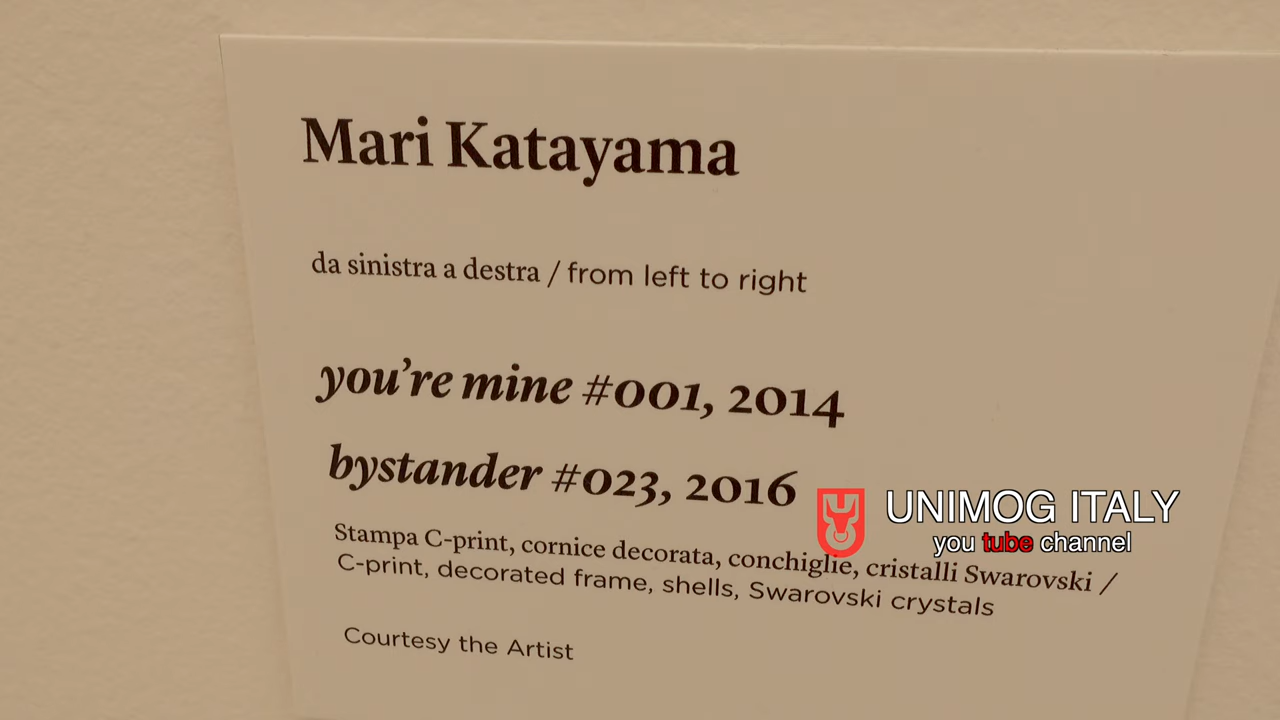 Mari Katayama
da sinistra a destra / from left to right
you're mine #001, 2014
bystander #023, 2016
Stampa C-print, cornice decorata, conchiglie, cristalli Swarovski /
C-print, decorated frame, shells, Swarovski crystals
Courtesy the Artist
UNIMOG ITALY
you tube channel